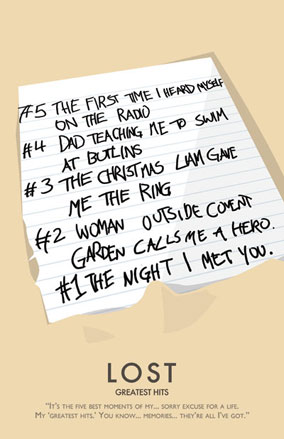 #5 THE FIRST TIME I HEARD MYSELF
ON THE RADIO
#4 DAD TEACHING ME TO SWIM
AT BUTLINS
#3 THE CHRISTMAS LIAM GAVE
ME THE RING
#2 WOMAN OUTSIDE COVENT
GARDEN CALLS ME A HERO.
#1 THE NIGHT I MET YOU.
LOST
GREATEST HITS
"It's the five best moments of my... sorry excuse for a life.
My 'greatest hits.' You know... memories... they're all I've got."